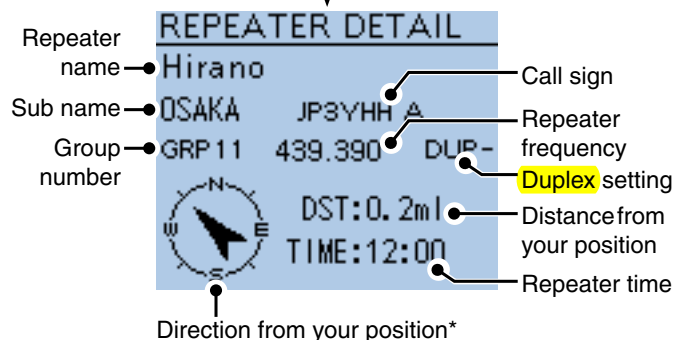 REPEATER DETAIL
Repeater
name
Hirano
Call sign
Sub name
OSAKA JP3YHH A
Repeater
frequency
Group
number
GRP11 439.390 DUP-
Duplex setting
N
W E
S
DST:0.2ml
Distance from
your position
TIME:12:00
Repeater time
Direction from your position*